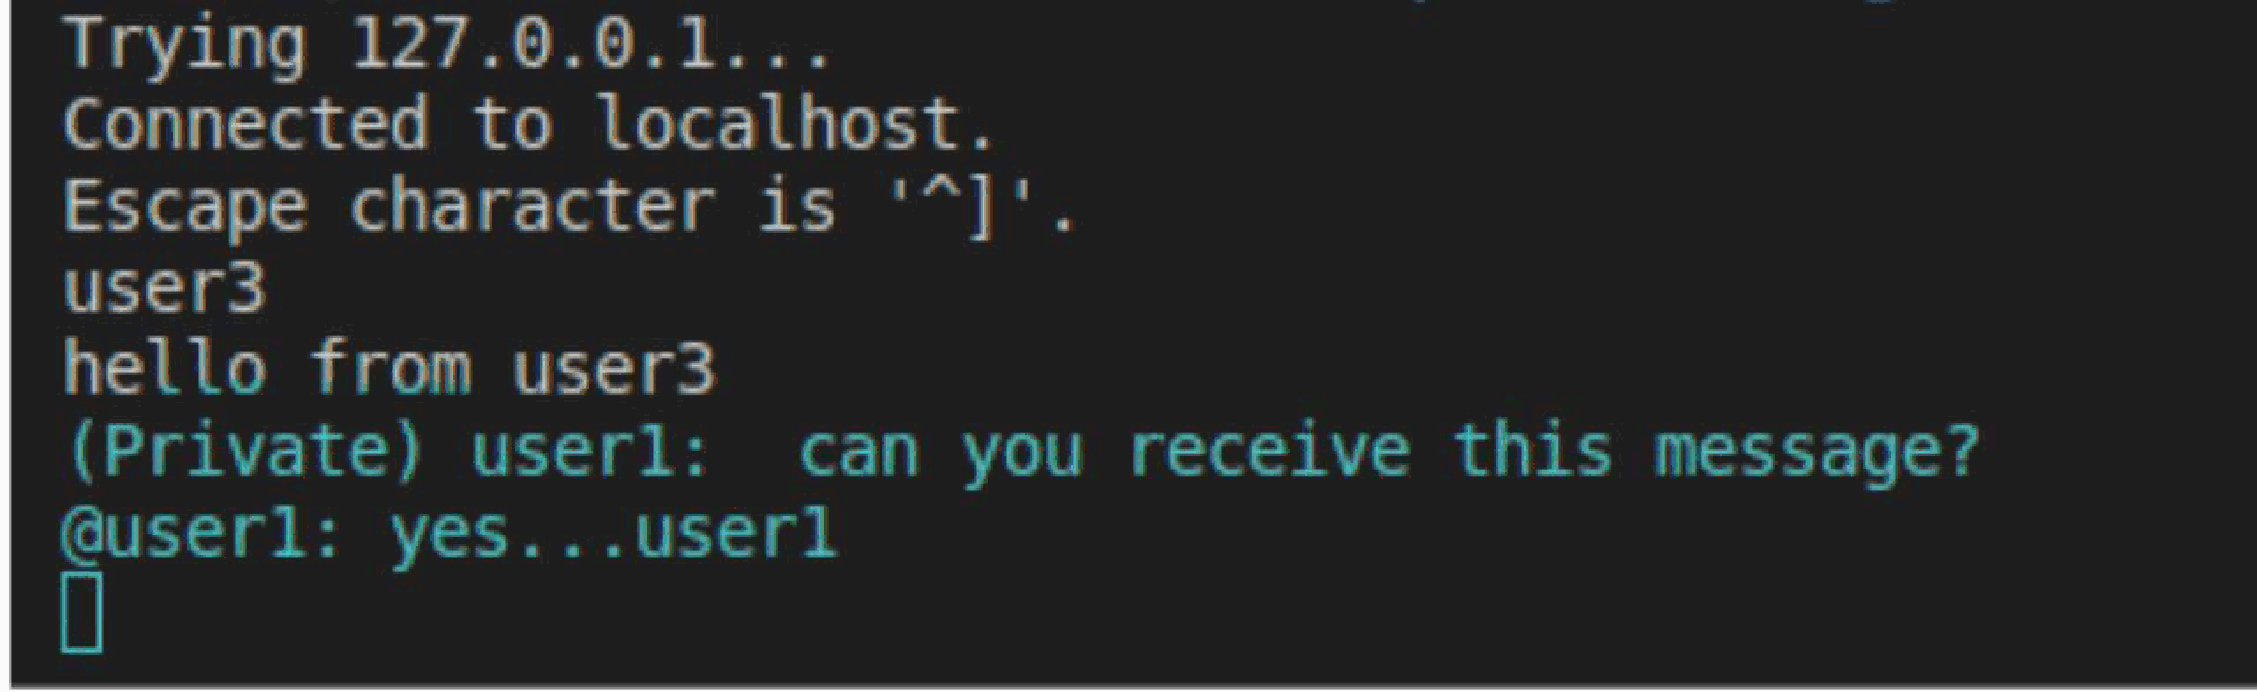 Trying 127.0.0.1...
Connected to localhost.
Escape character is '^]'.
user3
hello from user3
(Private) user1:  can you receive this message?
@user1: yes...user1